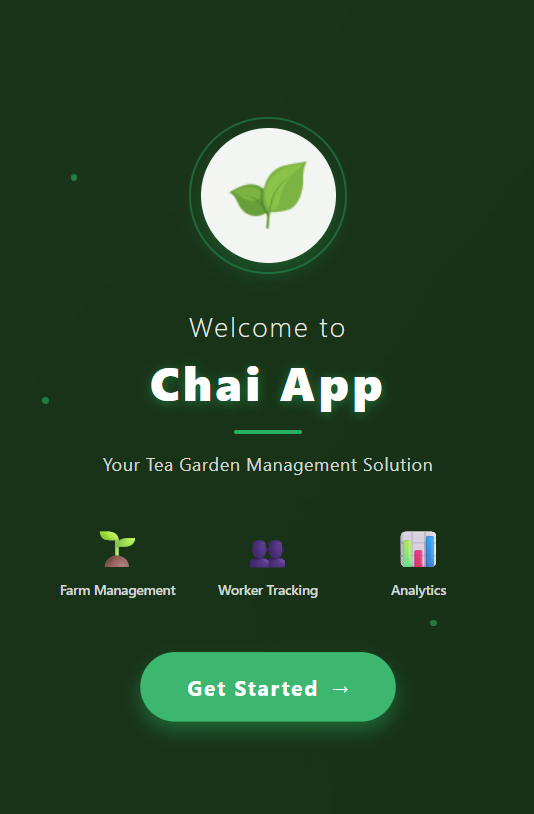 Welcome to
Chai App
Your Tea Garden Management Solution
Farm Management
Worker Tracking
Analytics
Get Started →